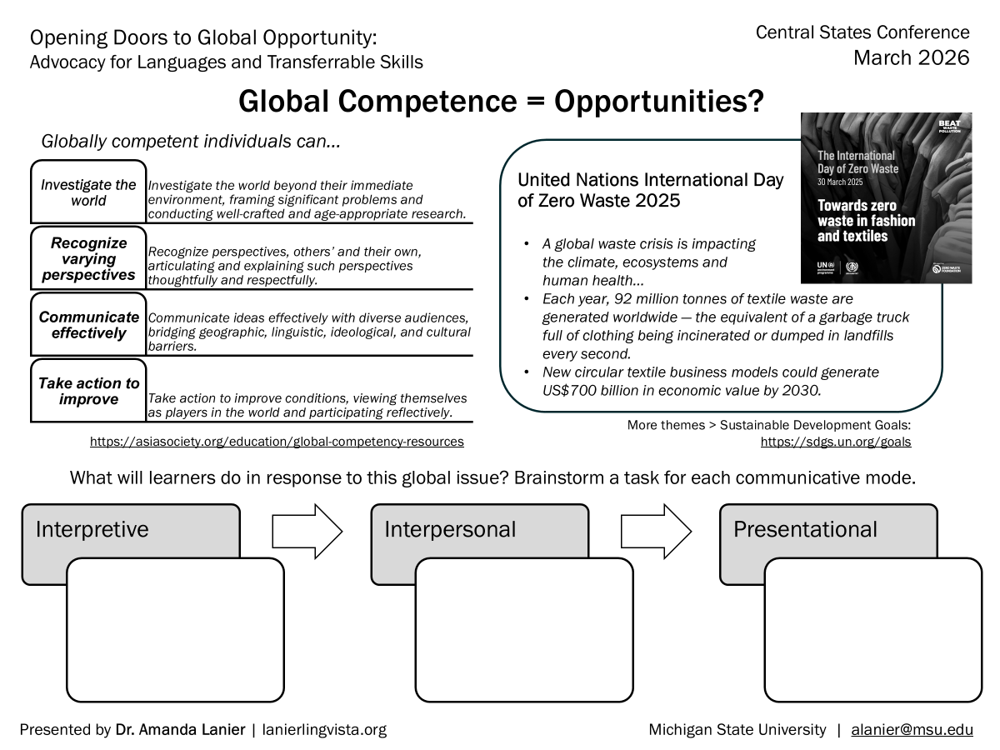 Opening Doors to Global Opportunity:
Advocacy for Languages and Transferrable Skills
Central States Conference
March 2026
Global Competence = Opportunities?
Globally competent individuals can...
Investigate the
world
Investigate the world beyond their immediate
environment, framing significant problems and
conducting well-crafted and age-appropriate research.
Recognize
varying
perspectives
Recognize perspectives, others’ and their own,
articulating and explaining such perspectives
thoughtfully and respectfully.
Communicate
effectively
Communicate ideas effectively with diverse audiences,
bridging geographic, linguistic, ideological, and cultural
barriers.
Take action to
improve
Take action to improve conditions, viewing themselves
as players in the world and participating reflectively.
https://asiasociety.org/education/global-competency-resources
United Nations International Day
of Zero Waste 2025
• A global waste crisis is impacting
the climate, ecosystems and
human health…
• Each year, 92 million tonnes of textile waste are
generated worldwide — the equivalent of a garbage truck
full of clothing being incinerated or dumped in landfills
every second.
• New circular textile business models could generate
US$700 billion in economic value by 2030.
BEAT
WASTE
POLLUTION
The International
Day of Zero Waste
30 March 2025
Towards zero
waste in fashion
and textiles
UN
environment
programme
ZERO WASTE
FOUNDATION
More themes > Sustainable Development Goals:
https://sdgs.un.org/goals
What will learners do in response to this global issue? Brainstorm a task for each communicative mode.
Interpretive
Interpersonal
Presentational
Presented by Dr. Amanda Lanier | lanierlingvista.org
Michigan State University | alanier@msu.edu